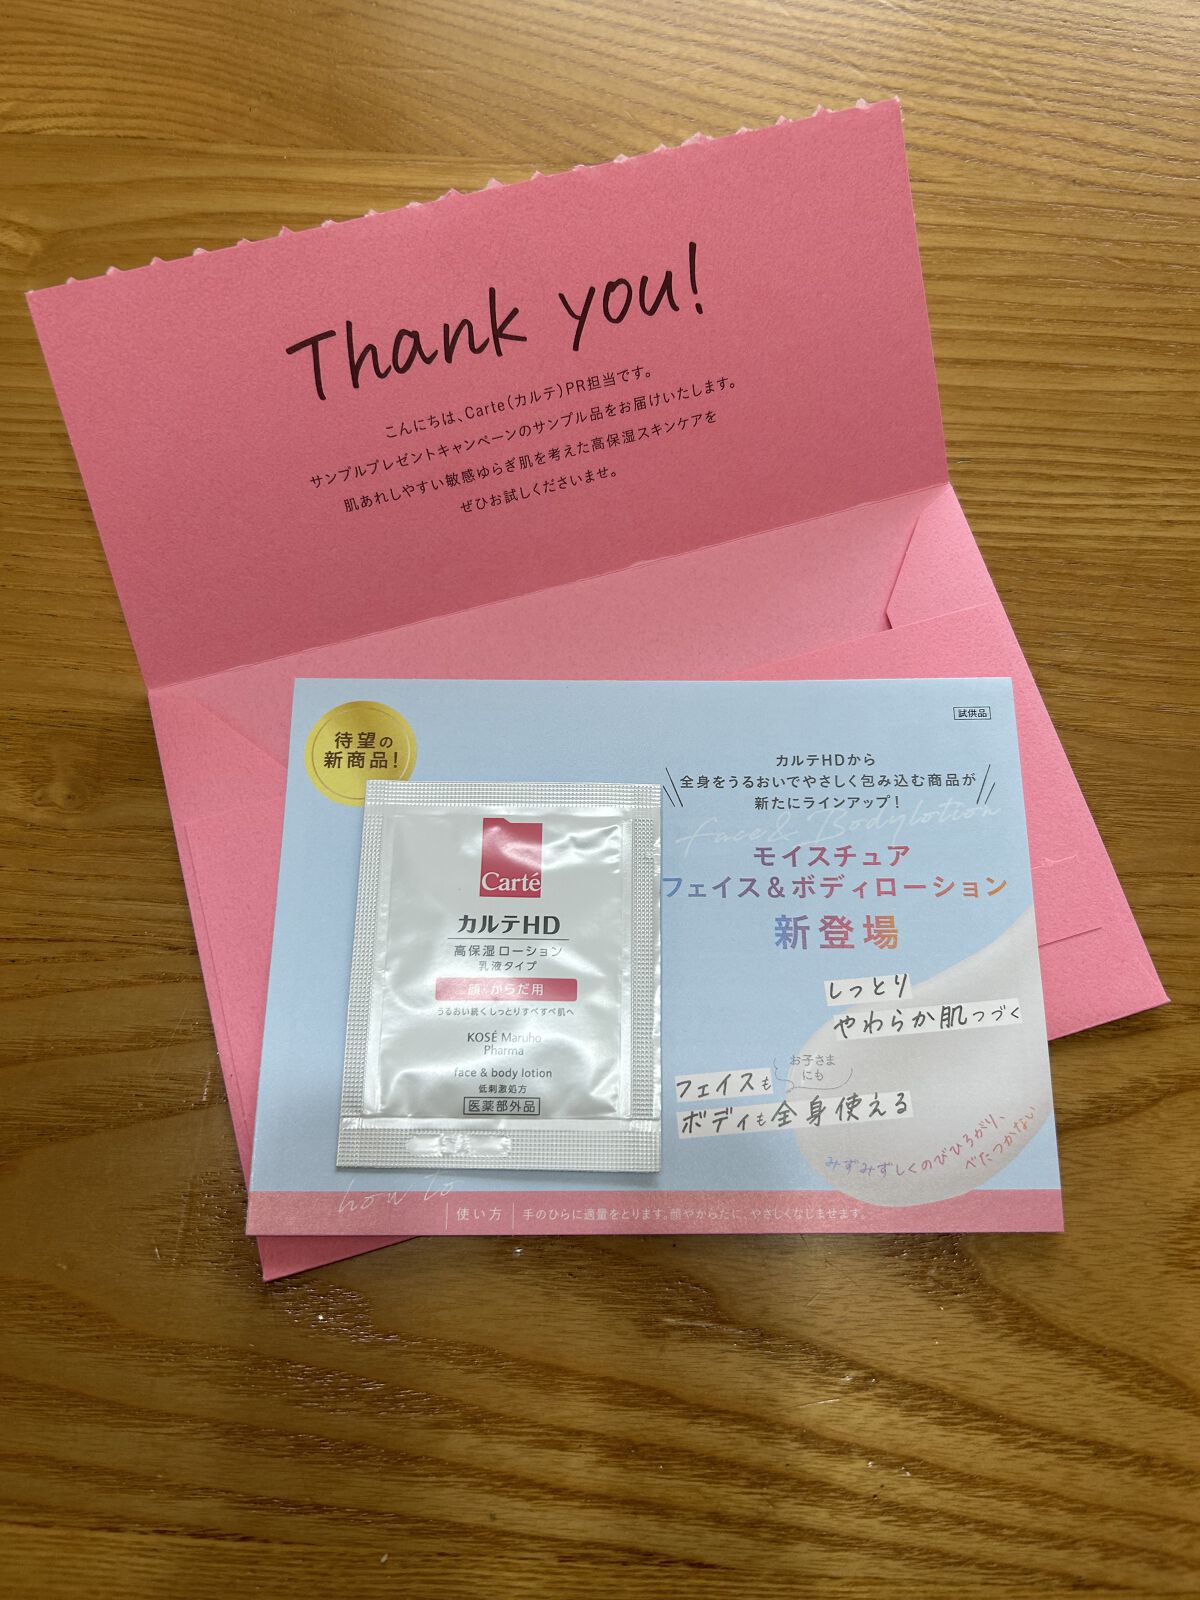 Thank you!
こんにちは、Carte(カルテ)PR担当です。
サンプルプレゼントキャンペーンのサンプル品をお届けいたします。
肌あれしやすい敏感ゆらぎ肌を考えた高保湿スキンケアを
ぜひお試しくださいませ。
待望の
新商品!
試供品
カルテHDから
全身をうるおいでやさしく包み込む商品が
新たにラインアップ!
Face & Bodylotion
モイスチュア
フェイス&ボディローション
新登場
しっとり
やわらか肌つづく
お子さま
にも
フェイスも
ボディも全身使える
みずみずしくのびひろがり、
べたつかない
Carté
カルテHD
高保湿ローション
乳液タイプ
顔・からだ用
うるおい続くしっとりすべすべ肌へ
KOSÉ Maruho
Pharma
face & body lotion
低刺激処方
医薬部外品
how to
使い方 手のひらに適量をとります。顔やからだに、やさしくなじませます。